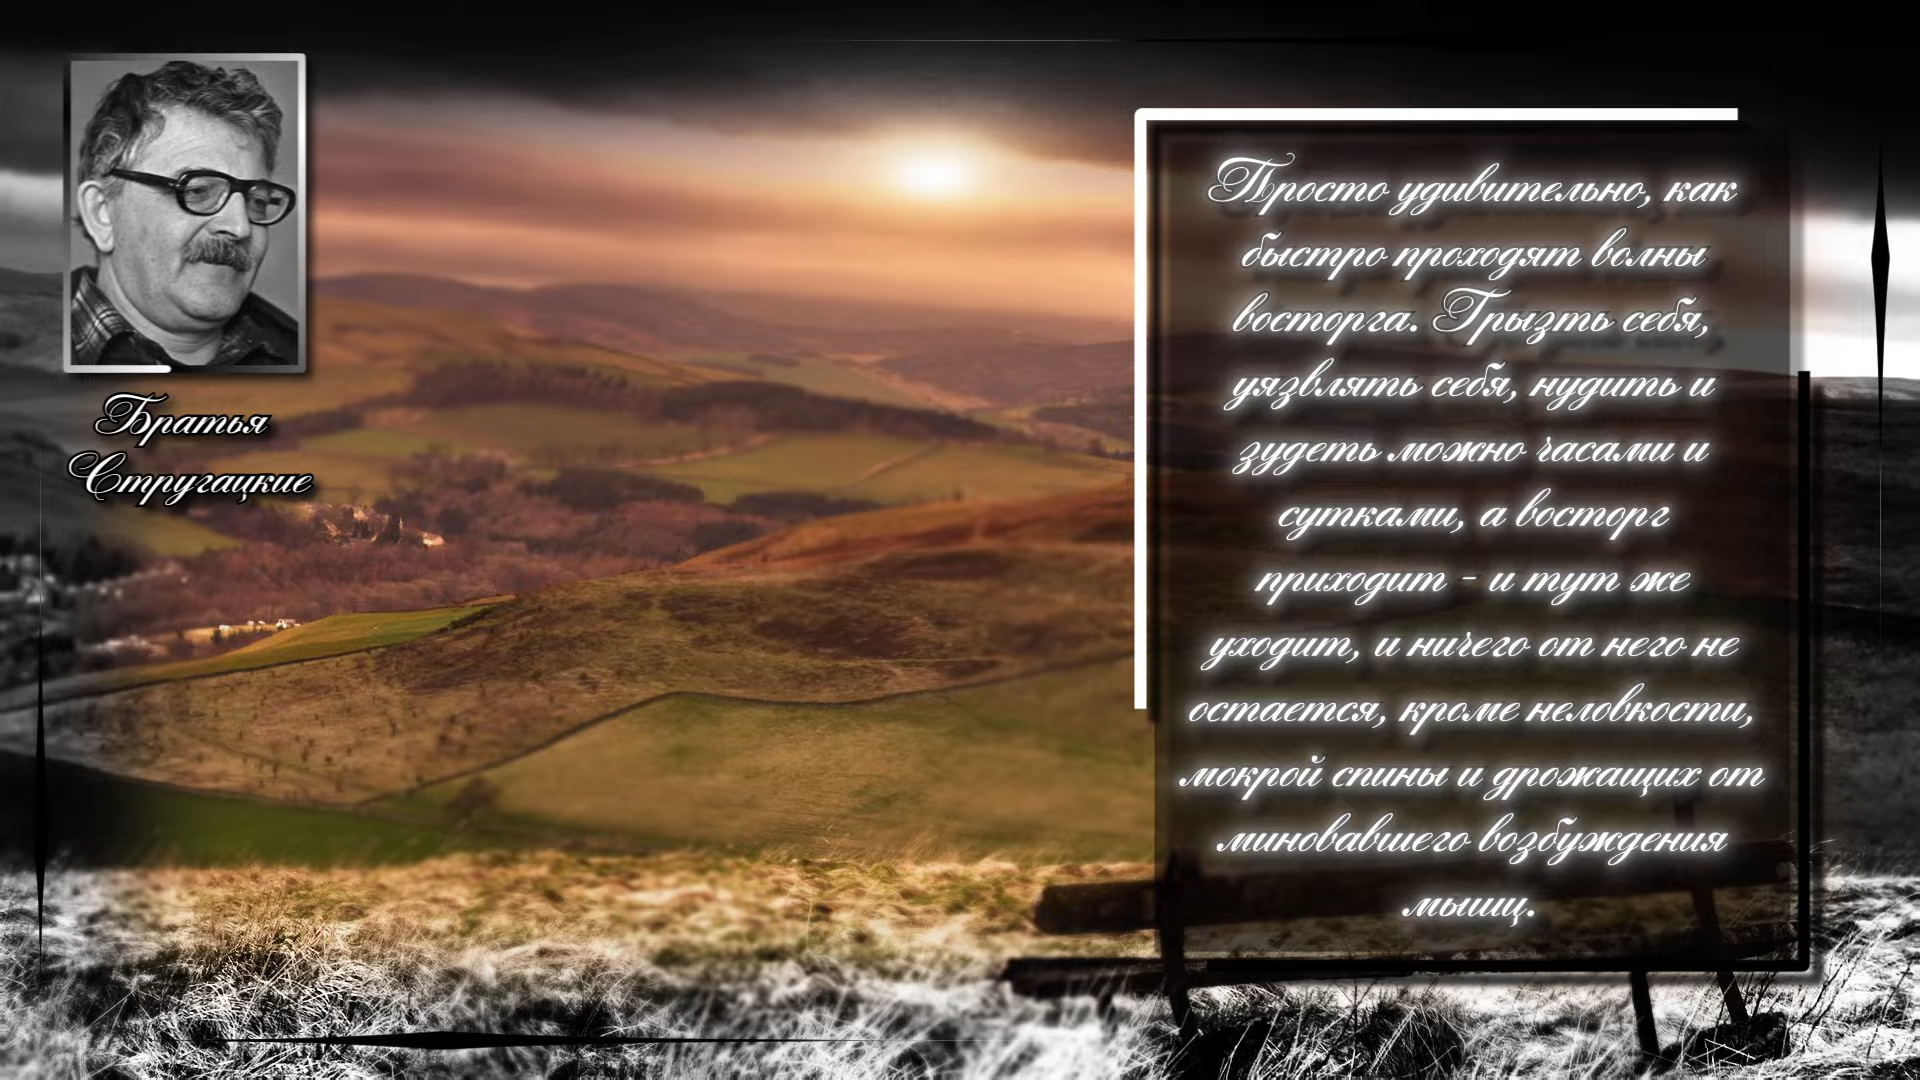 Братья
Стругацкие
Просто удивительно, как
быстро проходят волны
восторга. Грызть себя,
уязвлять себя, нудить и
зудеть можно часами и
сутками, а восторг
приходит - и тут же
уходит, и ничего от него не
остается, кроме неловкости,
мокрой спины и дрожащих от
миновавшего возбуждения
мышц.